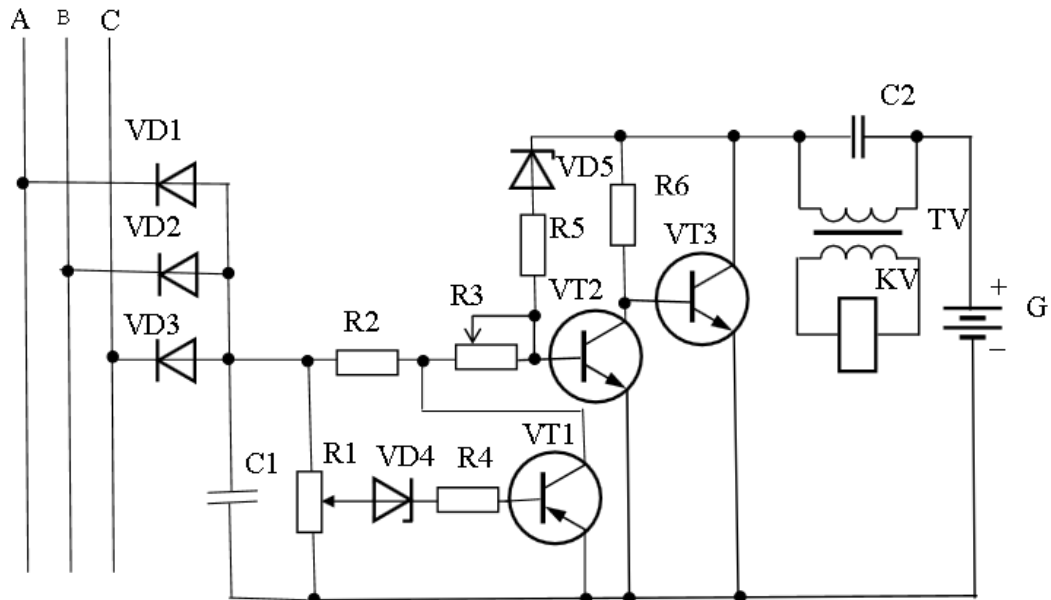 A B C
C2
VD1
VD5
R6
VD2
R5
TV
VT3
VT2
KV
R3
+
G
VD3
R2
−
VT1
R1
VD4
R4
C1